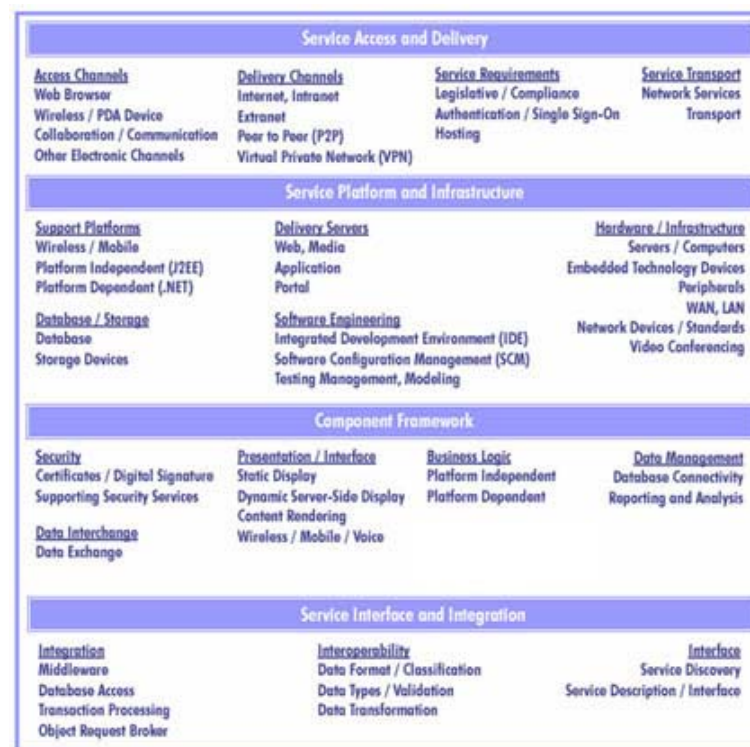 Service Access and Delivery
Access Channels
Web Browser
Wireless / PDA Device
Collaboration / Communication
Other Electronic Channels
Delivery Channels
Internet, Intranet
Extranet
Peer to Peer (P2P)
Virtual Private Network (VPN)
Service Requirements
Legislative / Compliance
Authentication / Single Sign-On
Hosting
Service Transport
Network Services
Transport
Service Platform and Infrastructure
Support Platforms
Wireless / Mobile
Platform Independent (J2EE)
Platform Dependent (.NET)
Database / Storage
Database
Storage Devices
Delivery Servers
Web, Media
Application
Portal
Software Engineering
Integrated Development Environment (IDE)
Software Configuration Management (SCM)
Testing Management, Modeling
Hardware / Infrastructure
Servers / Computers
Embedded Technology Devices
Peripherals
WAN, LAN
Network Devices / Standards
Video Conferencing
Component Framework
Security
Certificates / Digital Signature
Supporting Security Services
Data Interchange
Data Exchange
Presentation / Interface
Static Display
Dynamic Server-Side Display
Content Rendering
Wireless / Mobile / Voice
Business Logic
Platform Independent
Platform Dependent
Data Management
Database Connectivity
Reporting and Analysis
Service Interface and Integration
Integration
Middleware
Database Access
Transaction Processing
Object Request Broker
Interoperability
Data Format / Classification
Data Types / Validation
Data Transformation
Interface
Service Discovery
Service Description / Interface